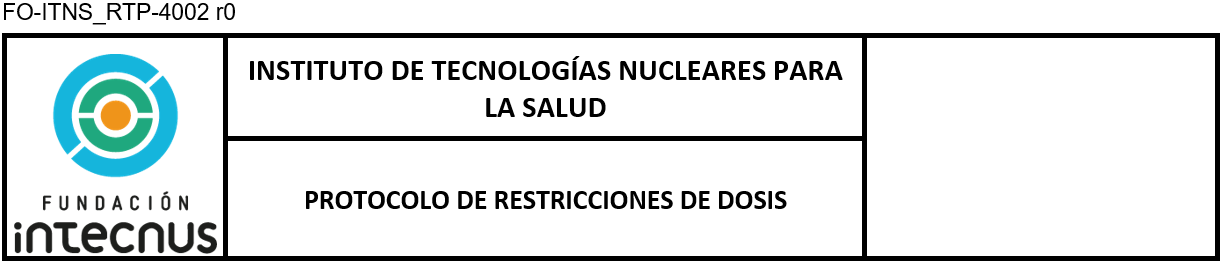 FO-ITNS_RTP-4002 r0
INSTITUTO DE TECNOLOGÍAS NUCLEARES PARA
LA SALUD
FUNDACIÓN
intecnus
PROTOCOLO DE RESTRICCIONES DE DOSIS